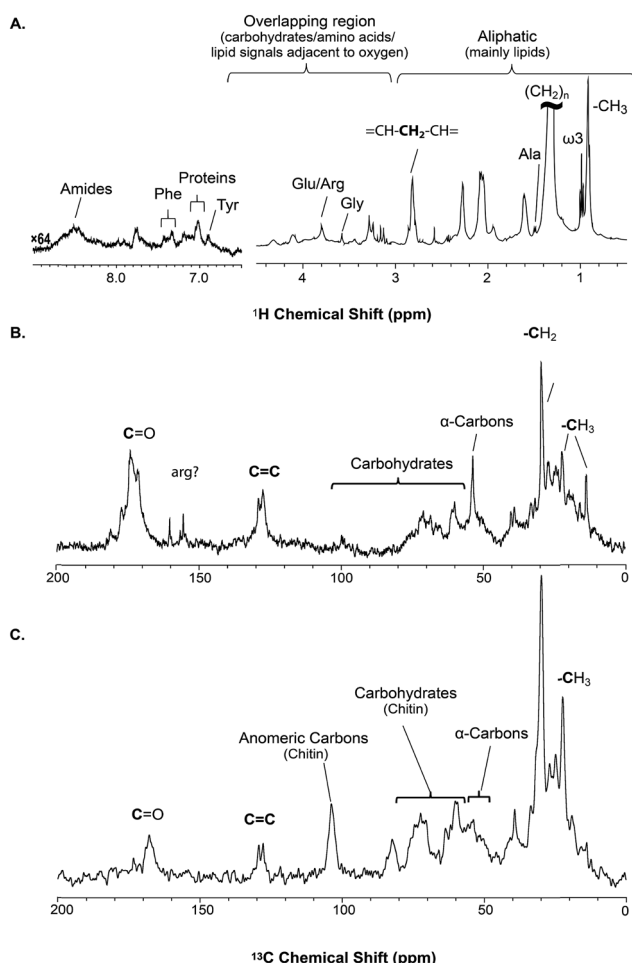 A.
Overlapping region
(carbohydrates/amino acids/
lipid signals adjacent to oxygen)
Aliphatic
(mainly lipids)
(CH₂)n
-CH₃
=CH-CH₂-CH=
ω3
Ala
Amides
Phe
Proteins
Tyr
Glu/Arg
Gly
×64
8.0 7.0 4 3 2 1
¹H Chemical Shift (ppm)
B.
-CH₂
C=O
arg?
C=C
Carbohydrates
α-Carbons
-CH₃
200 150 100 50 0
C.
-CH₃
Carbohydrates
(Chitin)
Anomeric Carbons
(Chitin)
α-Carbons
C=O
C=C
200 150 100 50 0
¹³C Chemical Shift (ppm)